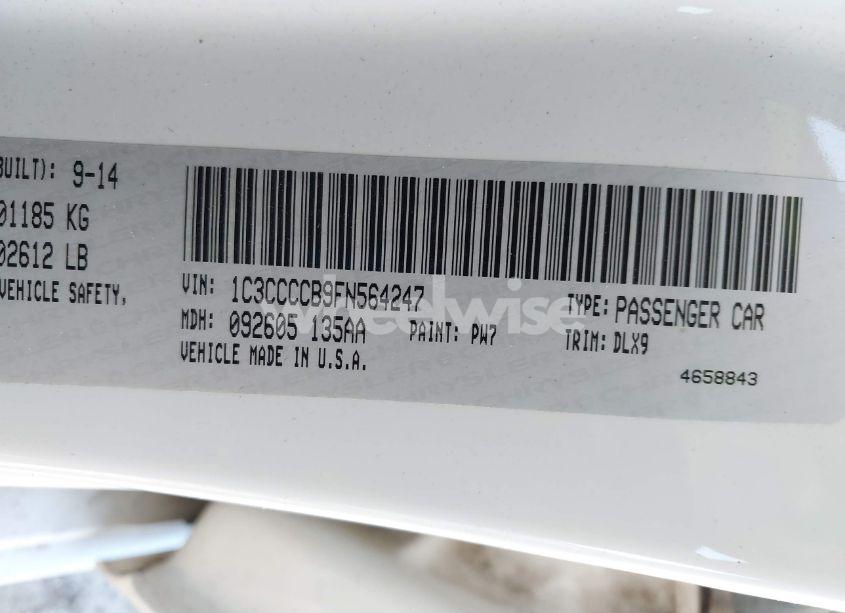 BUILT): 9-14
01185 KG
02612 LB
VEHICLE SAFETY,
VIN: 1C3CCCCB9FN564247
TYPE: PASSENGER CAR
MDH: 092605 135AA PAINT: PW7 TRIM: DLX9
VEHICLE MADE IN U.S.A.
4658843
wheelwise